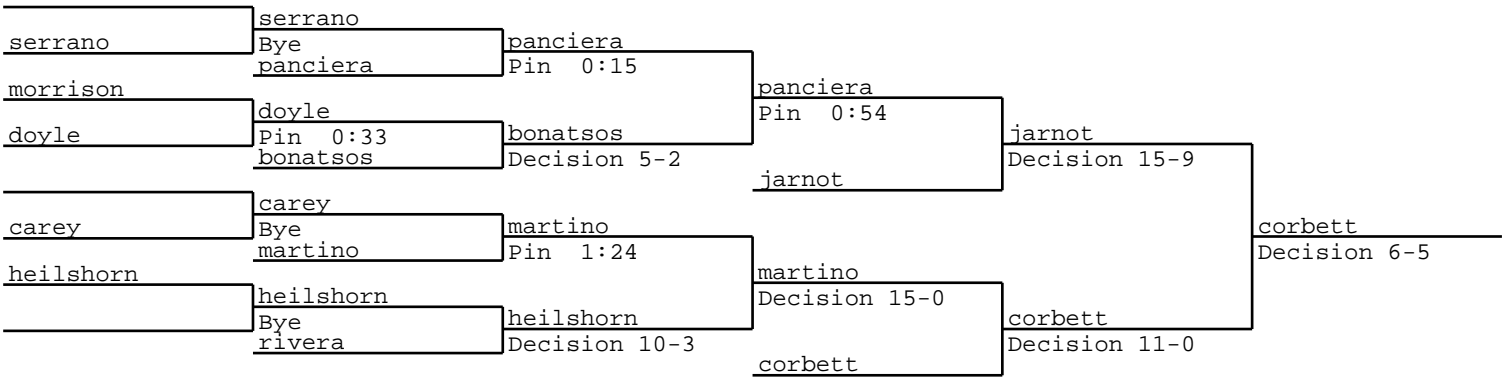 serrano
serrano
Bye
panciera
panciera
Pin 0:15
morrison
doyle
doyle
Pin 0:33
bonatsos
bonatsos
Decision 5-2
panciera
Pin 0:54
jarnot
jarnot
Decision 15-9
carey
carey
Bye
martino
martino
Pin 1:24
heilshorn
heilshorn
Bye
rivera
heilshorn
Decision 10-3
martino
Decision 15-0
corbett
corbett
Decision 11-0
corbett
Decision 6-5